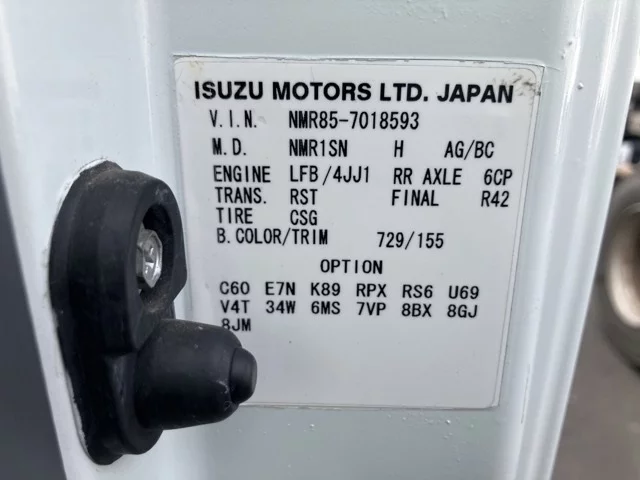 ISUZU MOTORS LTD. JAPAN
V.I.N. NMR85-7018593
M.D. NMR1SN H AG/BC
ENGINE LFB/4JJ1 RR AXLE 6CP
TRANS. RST FINAL R42
TIRE CSG
B.COLOR/TRIM 729/155
OPTION
C60 E7N K89 RPX RS6 U69
V4T 34W 6MS 7VP 8BX 8GJ
8JM